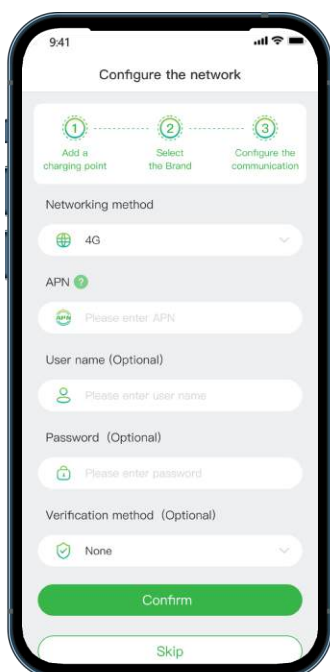 9:41
Configure the network
1 2 3
Add a Select Configure the
charging point the Brand communication
Networking method
4G
APN ?
APN Please enter APN
User name (Optional)
Please enter user name
Password (Optional)
Please enter password
Verification method (Optional)
None
Confirm
Skip